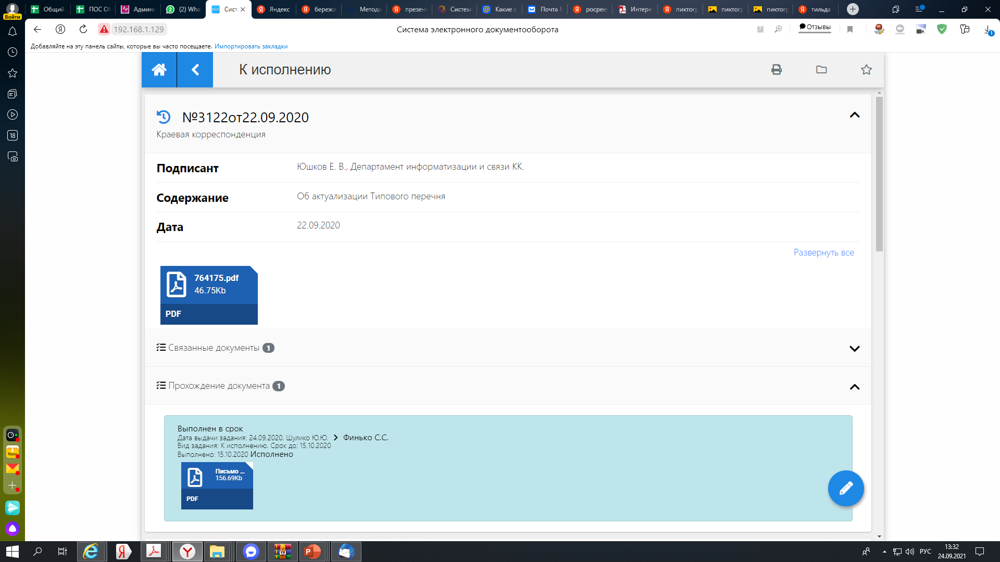 Общий
ПОС ОМ
Админи
(2) Wha
Сист
Яндекс
бережл
Методи
презент
Систем
Какие с
Почта М
росреес
Интере
пиктогр
пиктогр
пиктогр
тильда
Войти
192.168.1.129
Система электронного документооборота
Отзывы
1
Добавляйте на эту панель сайты, которые вы часто посещаете. Импортировать закладки
18
К исполнению
№3122от22.09.2020
Краевая корреспонденция
Подписант
Юшков Е. В., Департамент информатизации и связи КК.
Содержание
Об актуализации Типового перечня
Дата
22.09.2020
Развернуть все
764175.pdf
46.75Kb
PDF
Связанные документы 1
Прохождение документа 1
Выполнен в срок
Дата выдачи задания: 24.09.2020, Шулико Ю.Ю. Финько С.С.
Вид задания: К исполнению. Срок до: 15.10.2020
Выполнено: 15.10.2020 Исполнено
Письмо ...
156.69Kb
PDF
Маркет
РУС
13:32
24.09.2021